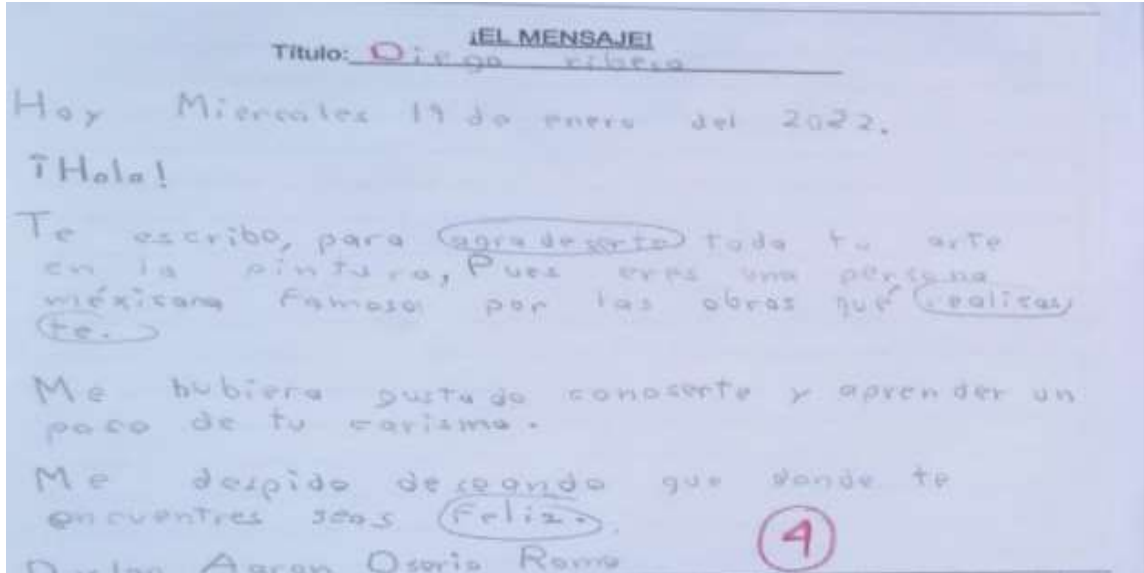 ¡EL MENSAJE!
Título: Diego ribera
Hoy Miercoles 19 de enero del 2022.
¡Hola!
Te escribo, para agradeserte toda tu arte
en la pintura, Pues eres una persona
méxicana famosa por las obras qué realisas
te.
Me hubiera gustado conoserte y aprender un
poco de tu carisma.
Me despido deseando que donde te
encuentres seas feliz.
4
Aaron Osorio Romo